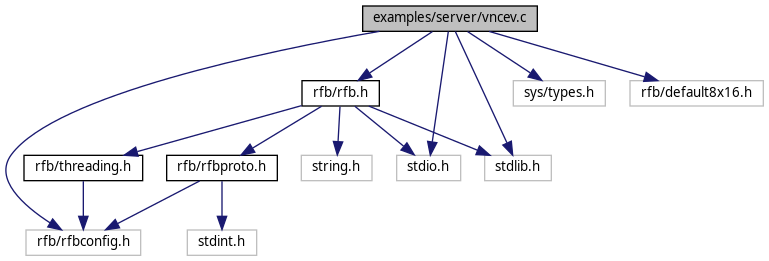 examples/server/vncev.c
rfb/rfb.h
sys/types.h
rfb/default8x16.h
rfb/threading.h
rfb/rfbproto.h
string.h
stdio.h
stdlib.h
rfb/rfbconfig.h
stdint.h